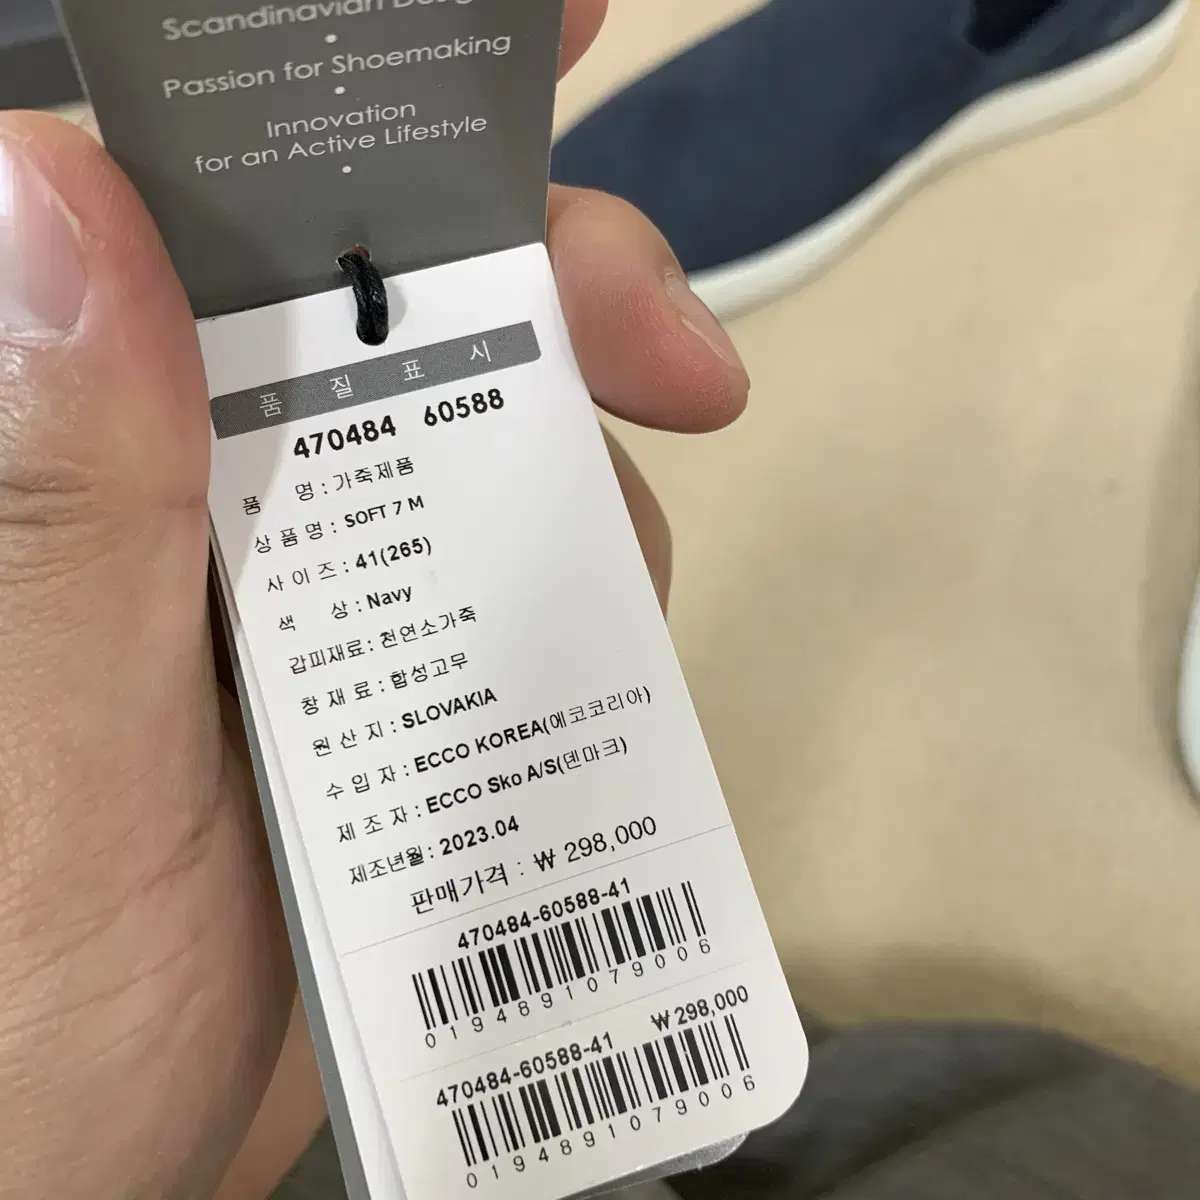 Scandinavian Desig
Passion for Shoemaking
Innovation
for an Active Lifestyle
품 질 표 시
470484 60588
품 명 : 가죽제품
상 품 명 : SOFT 7 M
사 이 즈 : 41(265)
색 상 : Navy
갑피재료 : 천연소가죽
창 재 료 : 합성고무
원 산 지 : SLOVAKIA
수 입 자 : ECCO KOREA(에코코리아)
제 조 자 : ECCO Sko A/S(덴마크)
제조년월 : 2023.04
판매가격 : ₩ 298,000
470484-60588-41
0194891079006
470484-60588-41 ₩298,000
0194891079006